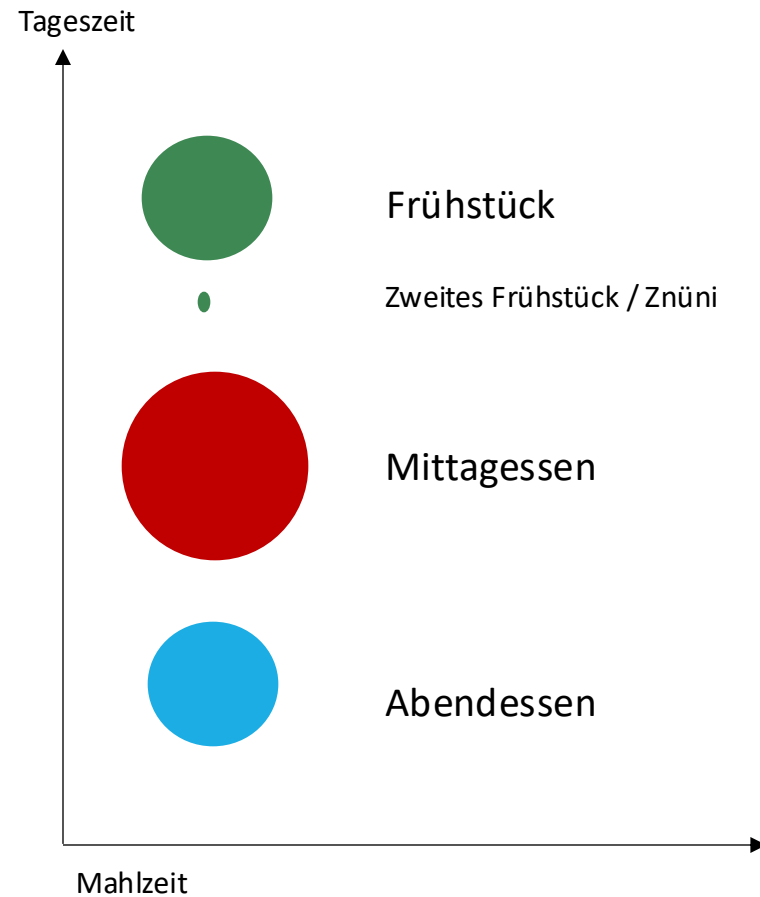 Tageszeit
Frühstück
Zweites Frühstück / Znüni
Mittagessen
Abendessen
Mahlzeit